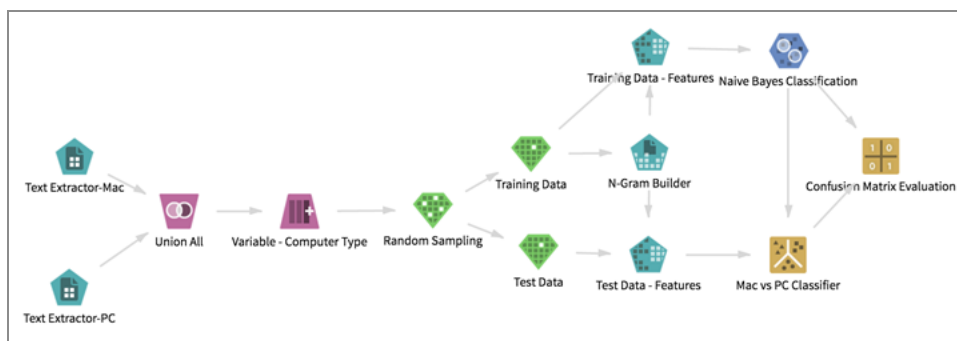 Training Data - Features
Naive Bayes Classification
Text Extractor-Mac
Training Data
N-Gram Builder
1 0
0 1
Confusion Matrix Evaluation
Union All
Variable - Computer Type
Random Sampling
Test Data
Test Data - Features
Mac vs PC Classifier
Text Extractor-PC